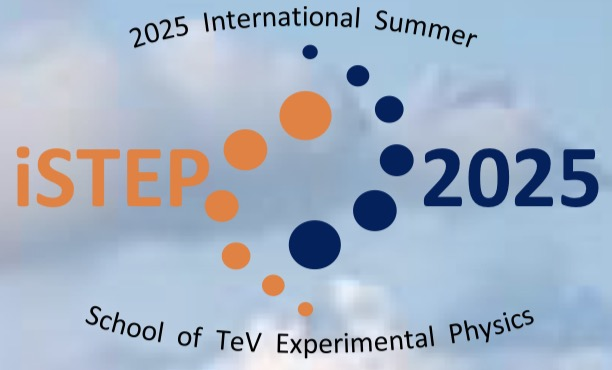 2025 International Summer
iSTEP 2025
School of TeV Experimental Physics